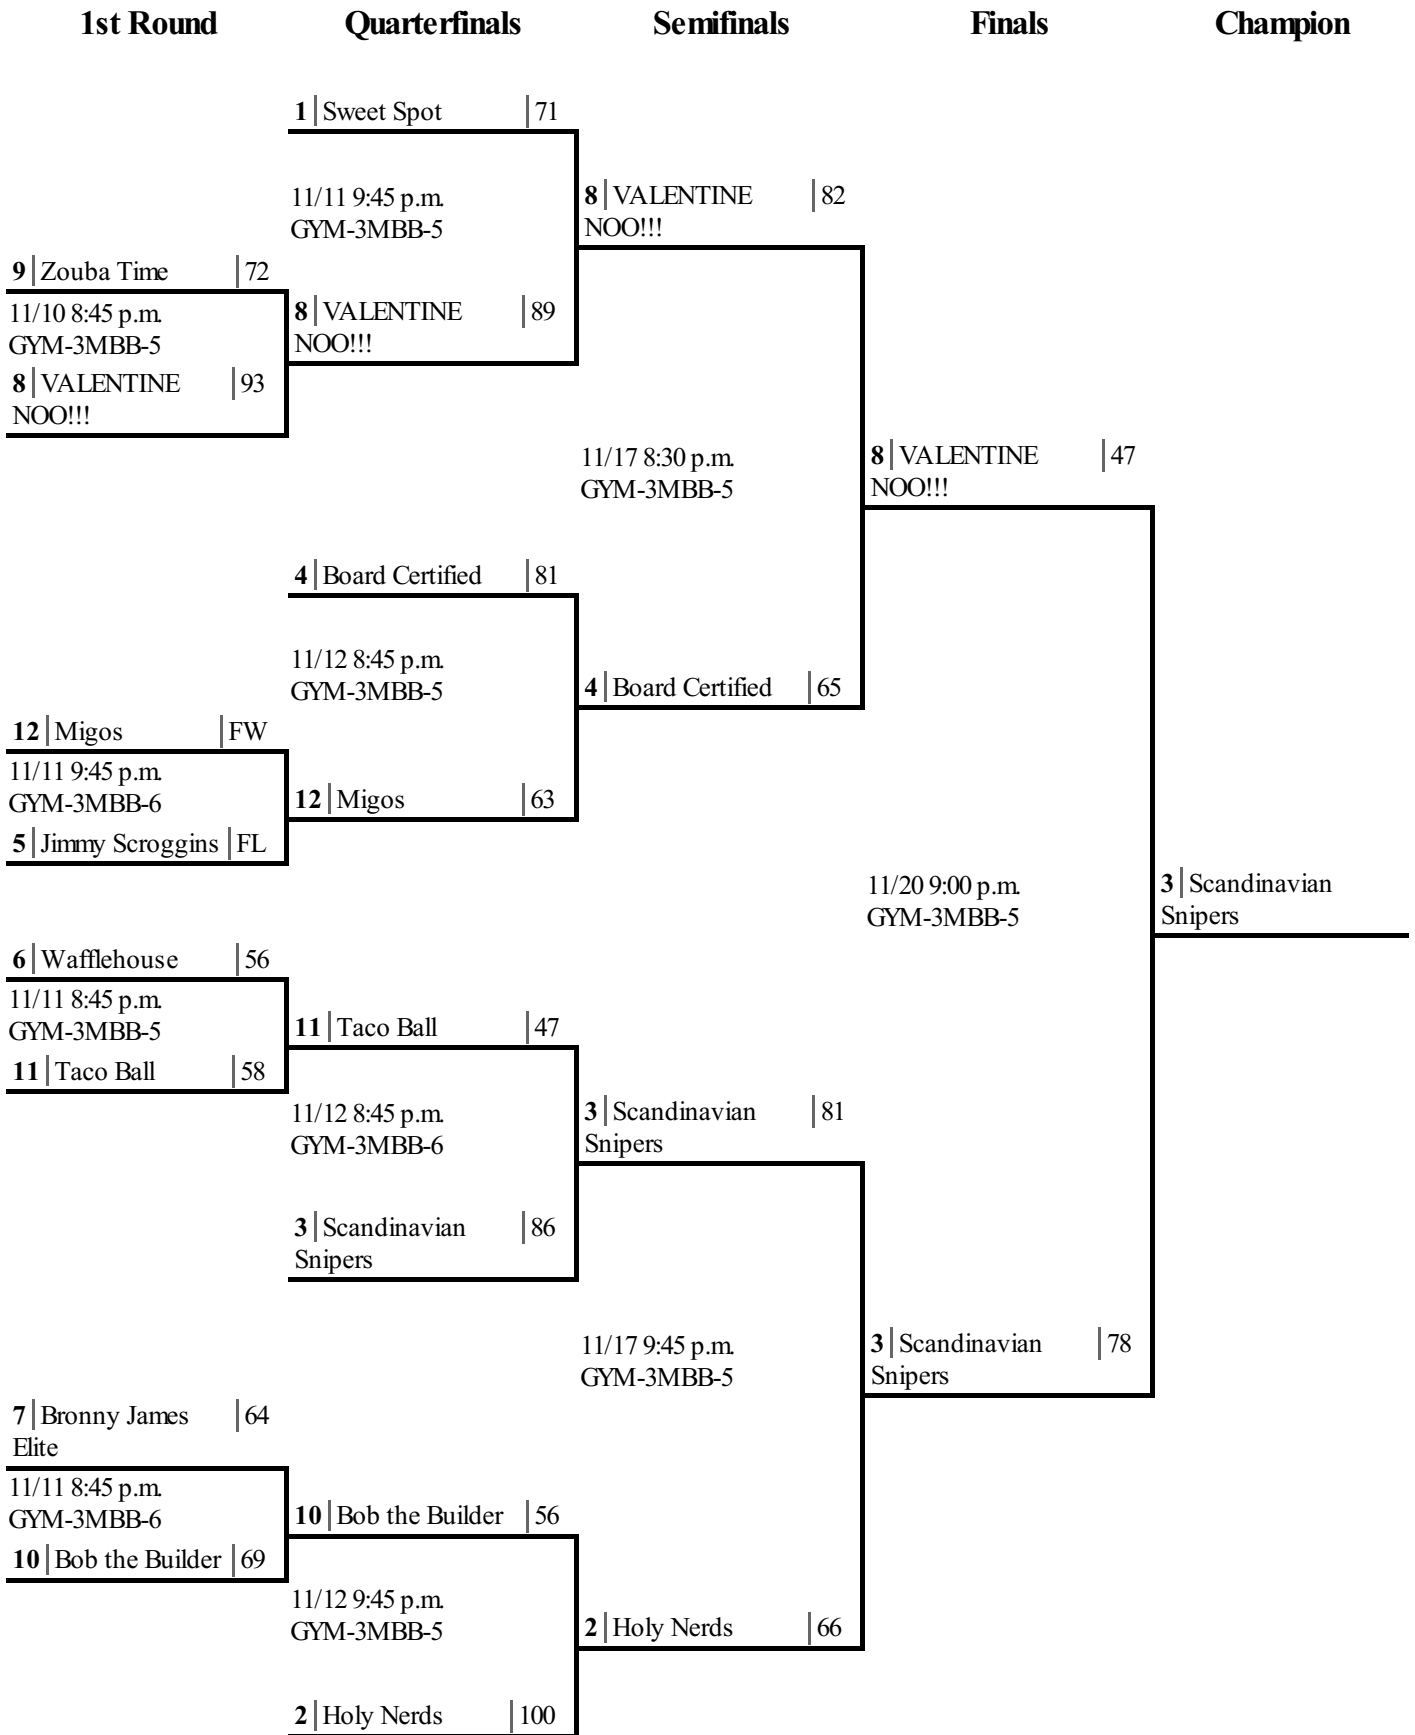 1st Round Quarterfinals Semifinals Finals Champion
1 Sweet Spot 71
11/11 9:45 p.m.
GYM-3MBB-5
8 VALENTINE 82
NOO!!!
9 Zouba Time 72
11/10 8:45 p.m.
GYM-3MBB-5
8 VALENTINE 89
NOO!!!
8 VALENTINE 93
NOO!!!
11/17 8:30 p.m.
GYM-3MBB-5
8 VALENTINE 47
NOO!!!
4 Board Certified 81
11/12 8:45 p.m.
GYM-3MBB-5
4 Board Certified 65
12 Migos FW
11/11 9:45 p.m.
GYM-3MBB-6
12 Migos 63
5 Jimmy Scroggins FL
11/20 9:00 p.m.
GYM-3MBB-5
3 Scandinavian
Snipers
6 Wafflehouse 56
11/11 8:45 p.m.
GYM-3MBB-5
11 Taco Ball 47
11 Taco Ball 58
11/12 8:45 p.m.
GYM-3MBB-6
3 Scandinavian 81
Snipers
3 Scandinavian 86
Snipers
11/17 9:45 p.m.
GYM-3MBB-5
3 Scandinavian 78
Snipers
7 Bronny James 64
Elite
11/11 8:45 p.m.
GYM-3MBB-6
10 Bob the Builder 56
10 Bob the Builder 69
11/12 9:45 p.m.
GYM-3MBB-5
2 Holy Nerds 66
2 Holy Nerds 100